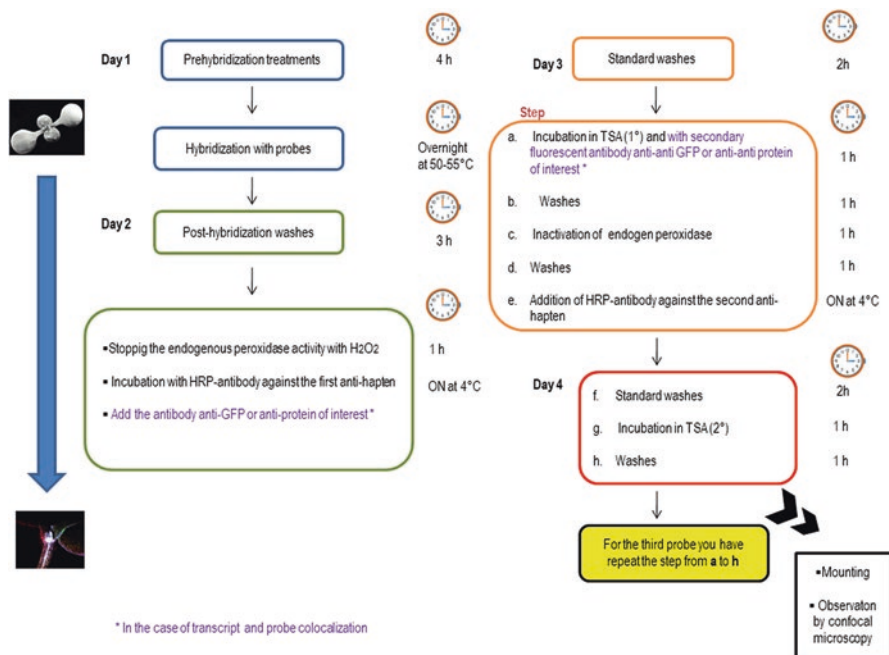 Day 1
Prehybridization treatments
4 h
Hybridization with probes
Overnight
at 50-55°C
Day 2
Post-hybridization washes
3 h
▪Stoppig the endogenous peroxidase activity with H2O2
1 h
▪ Incubation with HRP-antibody against the first anti-hapten
ON at 4°C
▪ Add the antibody anti-GFP or anti-protein of interest *
* In the case of transcript and probe colocalization
Day 3
Standard washes
2h
Step
a. Incubation in TSA (1°) and with secondary
fluorescent antibody anti-anti GFP or anti-anti protein
of interest *
1 h
b. Washes
1 h
c. Inactivation of endogen peroxidase
1 h
d. Washes
1 h
e. Addition of HRP-antibody against the second anti-
hapten
ON at 4°C
Day 4
f. Standard washes
2h
g. Incubation in TSA (2°)
1 h
h. Washes
1 h
For the third probe you have
repeat the step from a to h
▪Mounting
▪ Observaton
by confocal
microscopy